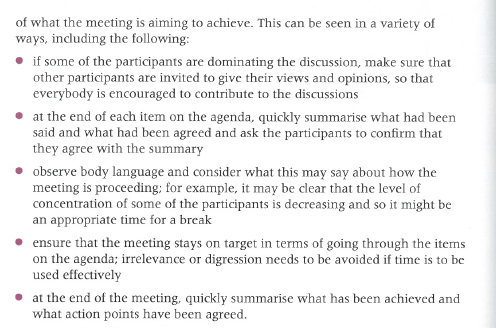 of what the meeting is aiming to achieve. This can be seen in a variety of
ways, including the following:
• if some of the participants are dominating the discussion, make sure that
other participants are invited to give their views and opinions, so that
everybody is encouraged to contribute to the discussions
• at the end of each item on the agenda, quickly summarise what had been
said and what had been agreed and ask the participants to confirm that
they agree with the summary
• observe body language and consider what this may say about how the
meeting is proceeding; for example, it may be clear that the level of
concentration of some of the participants is decreasing and so it might be
an appropriate time for a break
• ensure that the meeting stays on target in terms of going through the items
on the agenda; irrelevance or digression needs to be avoided if time is to be
used effectively
• at the end of the meeting, quickly summarise what has been achieved and
what action points have been agreed.